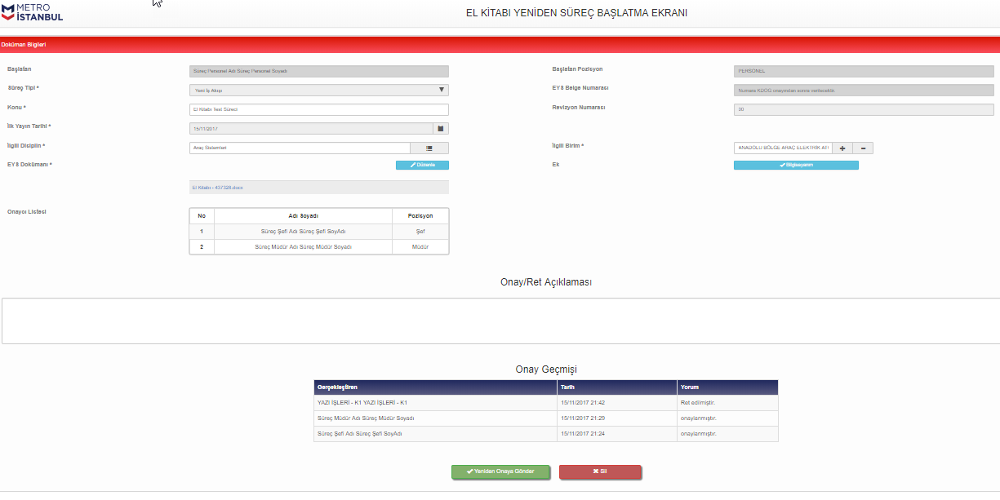 METRO
İSTANBUL
EL KİTABI YENİDEN SÜREÇ BAŞLATMA EKRANI
Doküman Bilgileri
Başlatan
Süreç Personel Adı Süreç Personel Soyadı
Başlatan Pozisyon
PERSONEL
Süreç Tipi *
Yeni İş Akışı
EYS Belge Numarası
Numara KDGG onayından sonra verilecektir.
Konu *
El Kitabı Test Süreci
Revizyon Numarası
00
İlk Yayın Tarihi *
15/11/2017
İlgili Disiplin *
Araç Sistemleri
İlgili Birim *
ANADOLU BÖLGE ARAÇ ELEKTRİK
EYS Dokümanı *
Düzenle
Ek
Bilgisayarım
El Kitabı - 437328.docx
Onaycı Listesi
No Adı Soyadı Pozisyon
1 Süreç Şefi Adı Süreç Şefi SoyAdı Şef
2 Süreç Müdür Adı Süreç Müdür Soyadı Müdür
Onay/Ret Açıklaması
Onay Geçmişi
Gerçekleştiren Tarih Yorum
YAZI İŞLERİ - K1 YAZI İŞLERİ - K1 15/11/2017 21:42 Ret edilmiştir.
Süreç Müdür Adı Süreç Müdür Soyadı 15/11/2017 21:29 onaylanmıştır.
Süreç Şefi Adı Süreç Şefi SoyAdı 15/11/2017 21:24 onaylanmıştır.
Yeniden Onaya Gönder
Sil